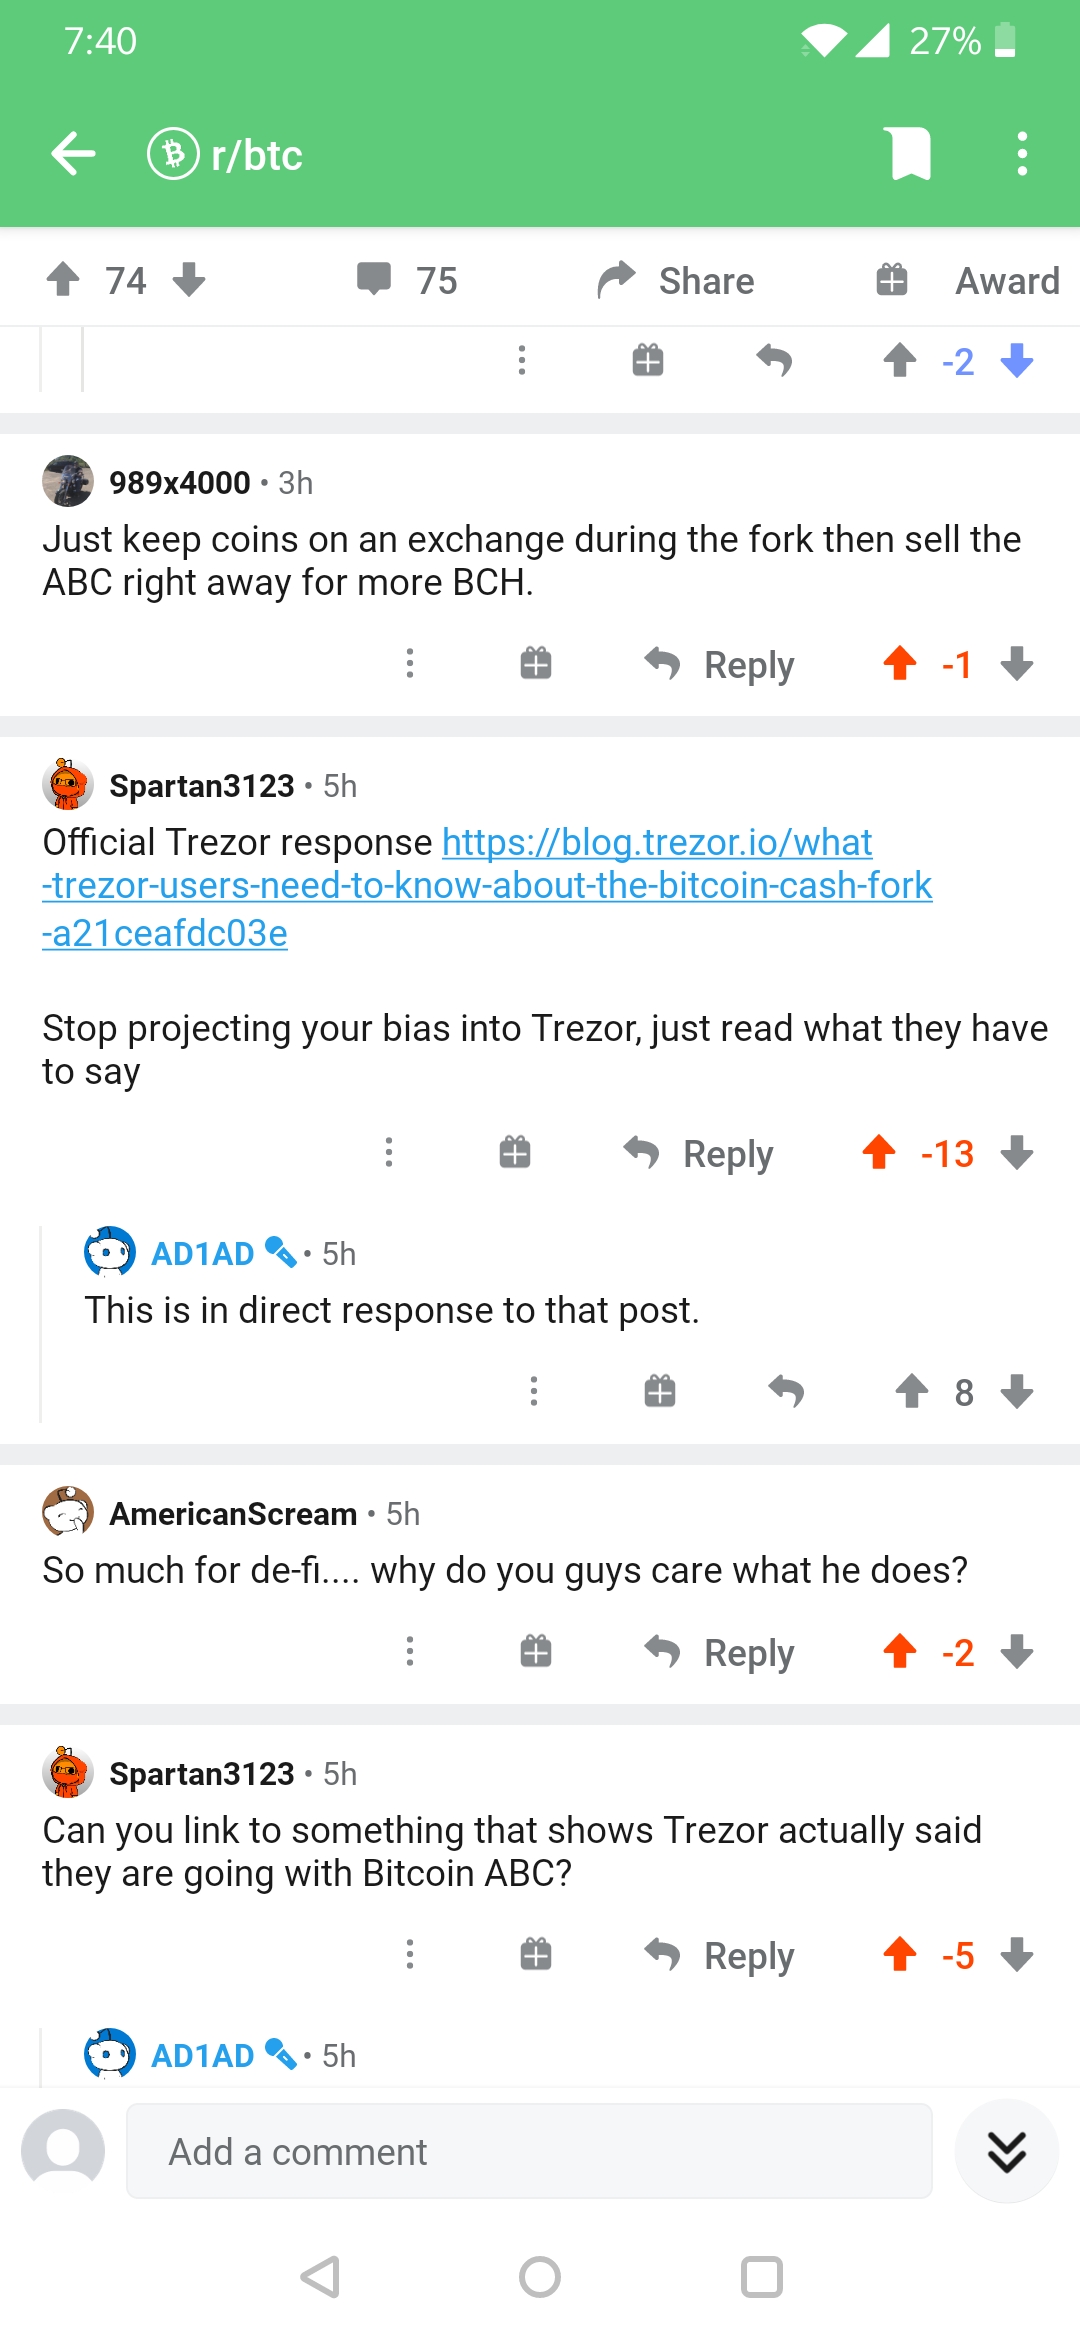 7:40
27%
r/btc
74
75
Share
Award
-2
989x4000 • 3h
Just keep coins on an exchange during the fork then sell the
ABC right away for more BCH.
Reply
-1
Spartan3123 • 5h
Official Trezor response https://blog.trezor.io/what
-trezor-users-need-to-know-about-the-bitcoin-cash-fork
-a21ceafdc03e
Stop projecting your bias into Trezor, just read what they have
to say
Reply
-13
AD1AD • 5h
This is in direct response to that post.
8
AmericanScream • 5h
So much for de-fi.... why do you guys care what he does?
Reply
-2
Spartan3123 • 5h
Can you link to something that shows Trezor actually said
they are going with Bitcoin ABC?
Reply
-5
AD1AD • 5h
Add a comment